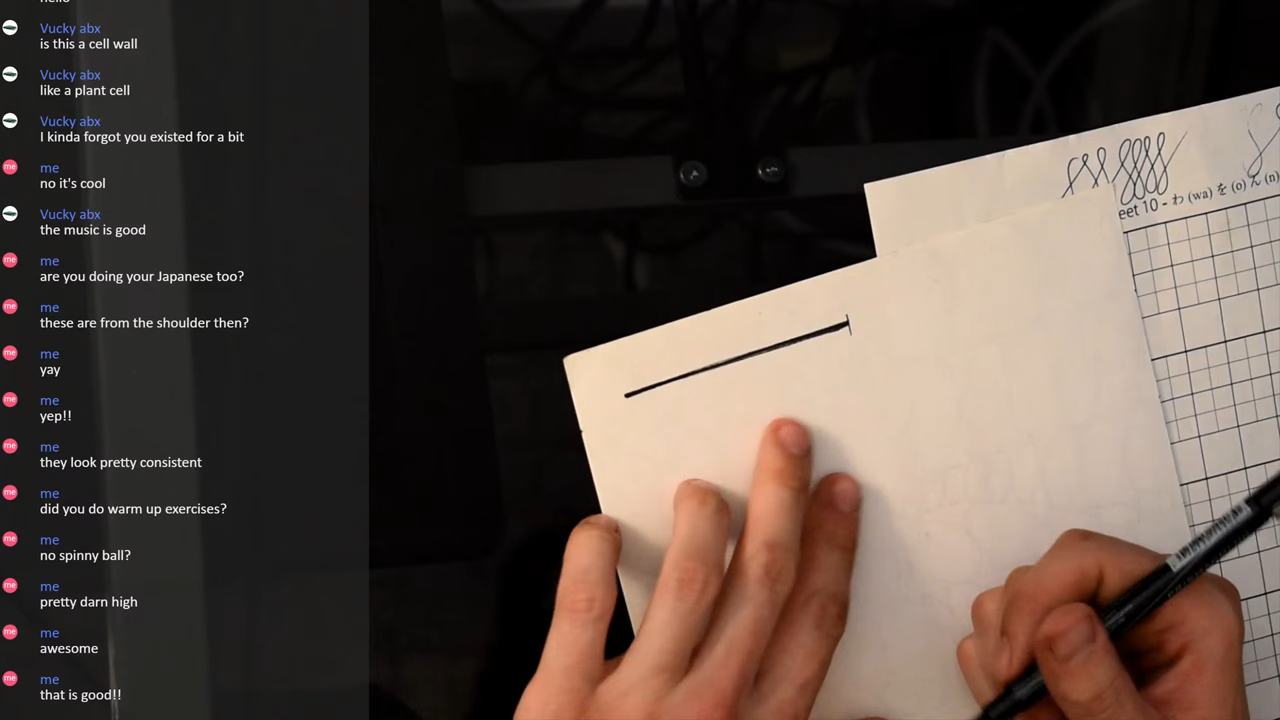 Vucky abx
is this a cell wall
Vucky abx
like a plant cell
Vucky abx
I kinda forgot you existed for a bit
me
no it's cool
Vucky abx
the music is good
me
are you doing your Japanese too?
me
these are from the shoulder then?
me
yay
me
yep!!
me
they look pretty consistent
me
did you do warm up exercises?
me
no spinny ball?
me
pretty darn high
me
awesome
me
that is good!!
eet 10 - わ (wa) を (o) ん (n)